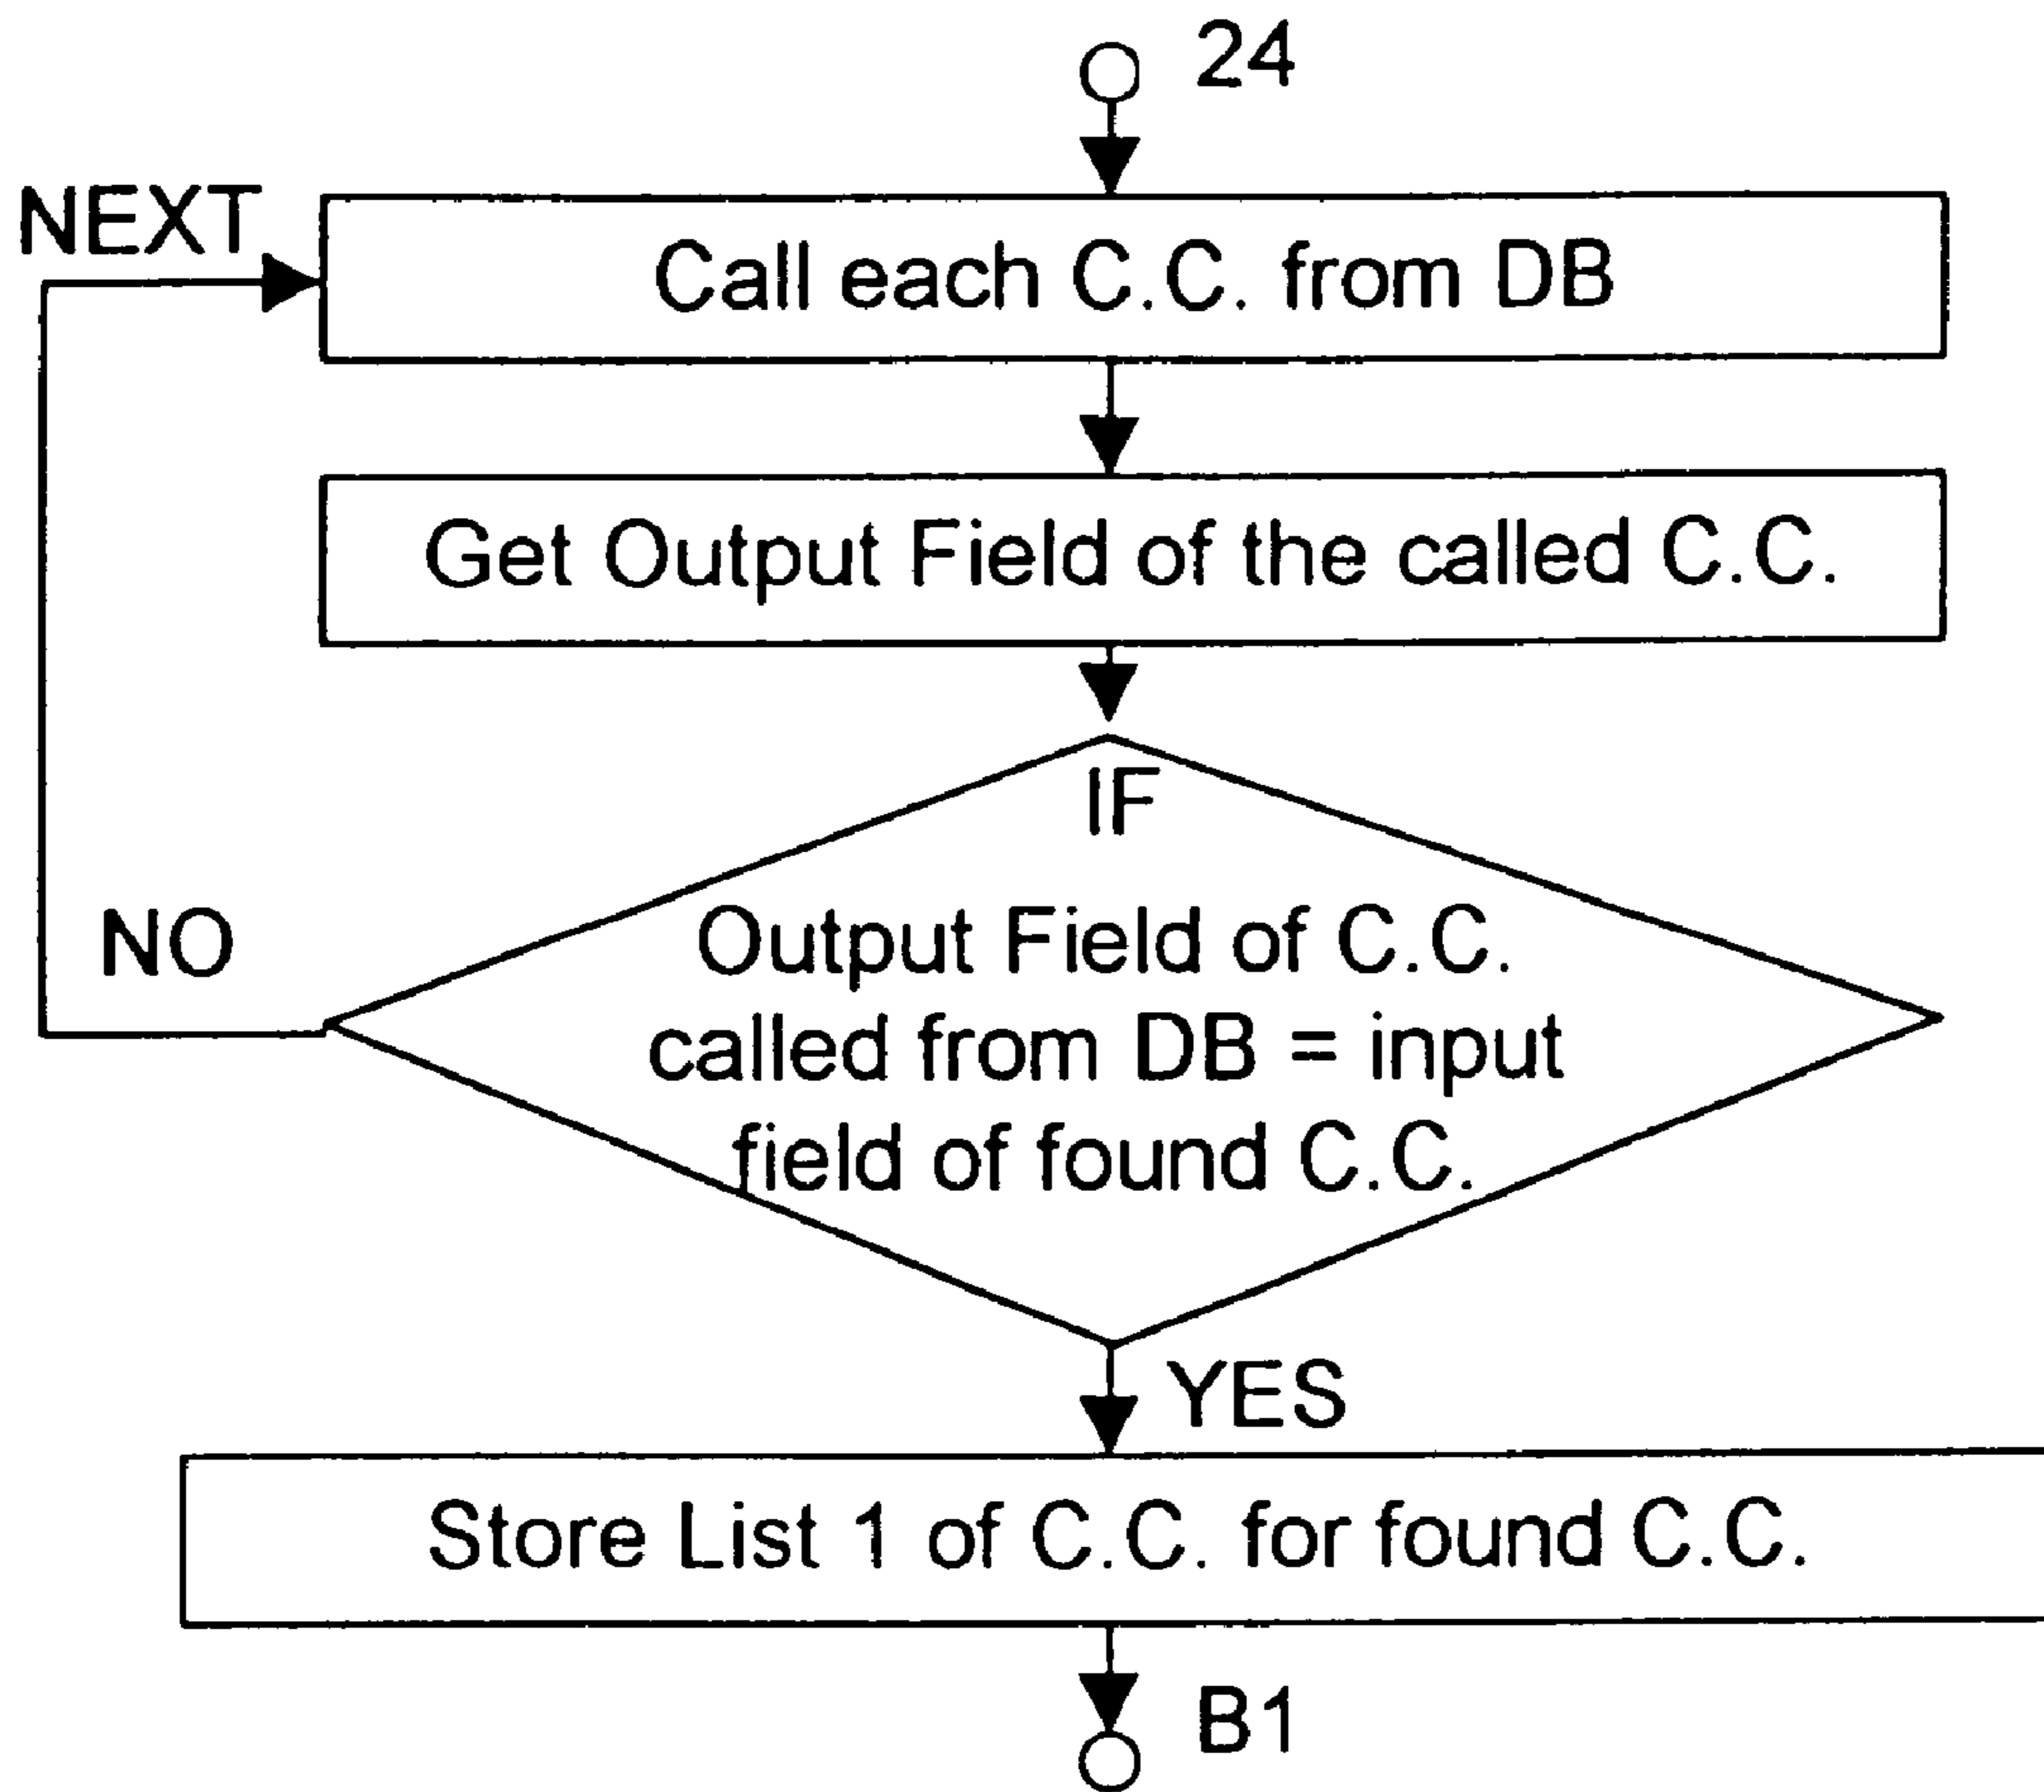 24
NEXT
Call each C.C. from DB
Get Output Field of the called C.C.
IF
NO
Output Field of C.C.
called from DB = input
field of found C.C.
YES
Store List 1 of C.C. for found C.C.
B1